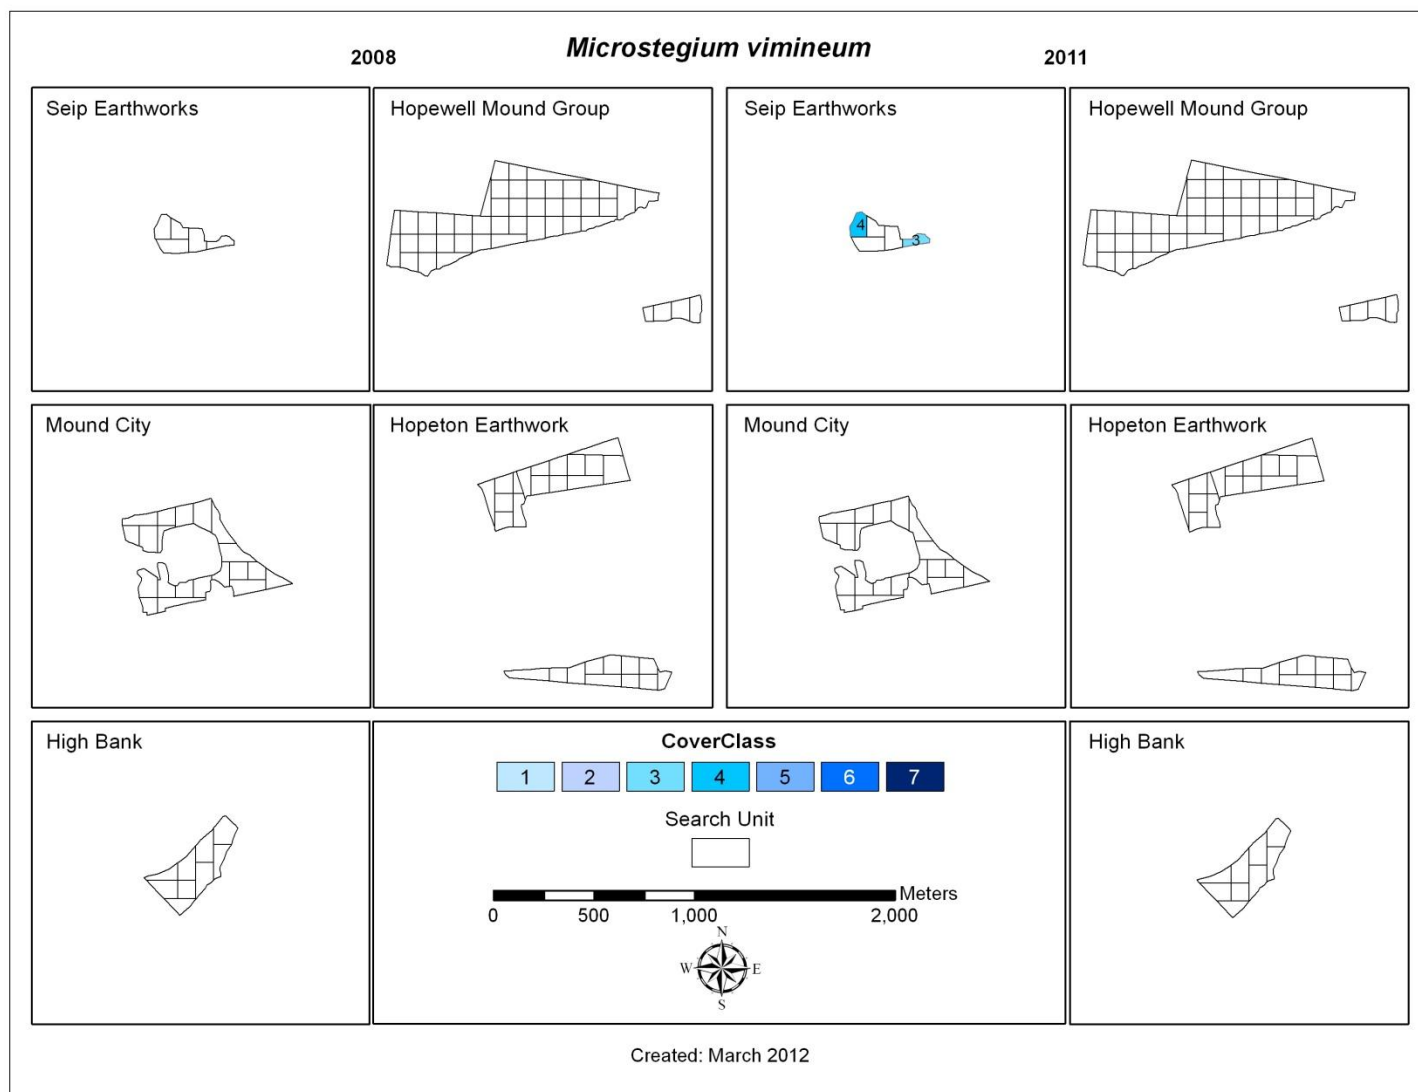 Microstegium vimineum
2008
2011
Seip Earthworks
Hopewell Mound Group
Seip Earthworks
4
3
Hopewell Mound Group
Mound City
Hopeton Earthwork
Mound City
Hopeton Earthwork
High Bank
CoverClass
1 2 3 4 5 6 7
Search Unit
Meters
0 500 1,000 2,000
N
W E
S
High Bank
Created: March 2012